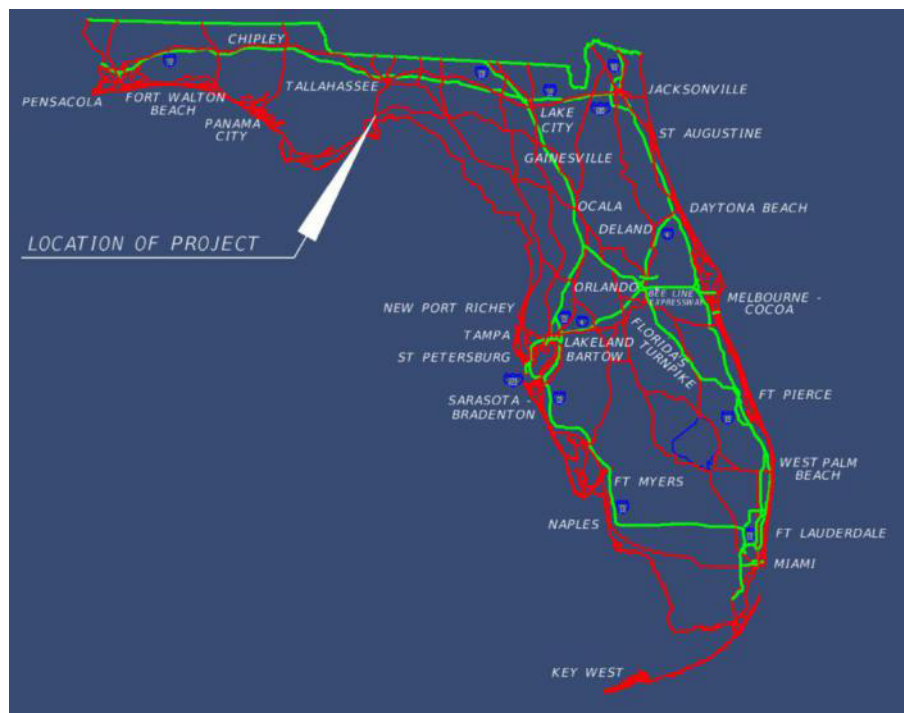 CHIPLEY
TALLAHASSEE
PENSACOLA
FORT WALTON
BEACH
PANAMA
CITY
JACKSONVILLE
LAKE
CITY
ST AUGUSTINE
GAINESVILLE
OCALA
DAYTONA BEACH
DELAND
LOCATION OF PROJECT
ORLANDO
BEE LINE
EXPRESSWAY
MELBOURNE -
COCOA
NEW PORT RICHEY
TAMPA
LAKELAND
BARTOW
FLORIDA'S
TURNPIKE
ST PETERSBURG
SARASOTA -
BRADENTON
FT PIERCE
WEST PALM
BEACH
FT MYERS
NAPLES
FT LAUDERDALE
MIAMI
KEY WEST